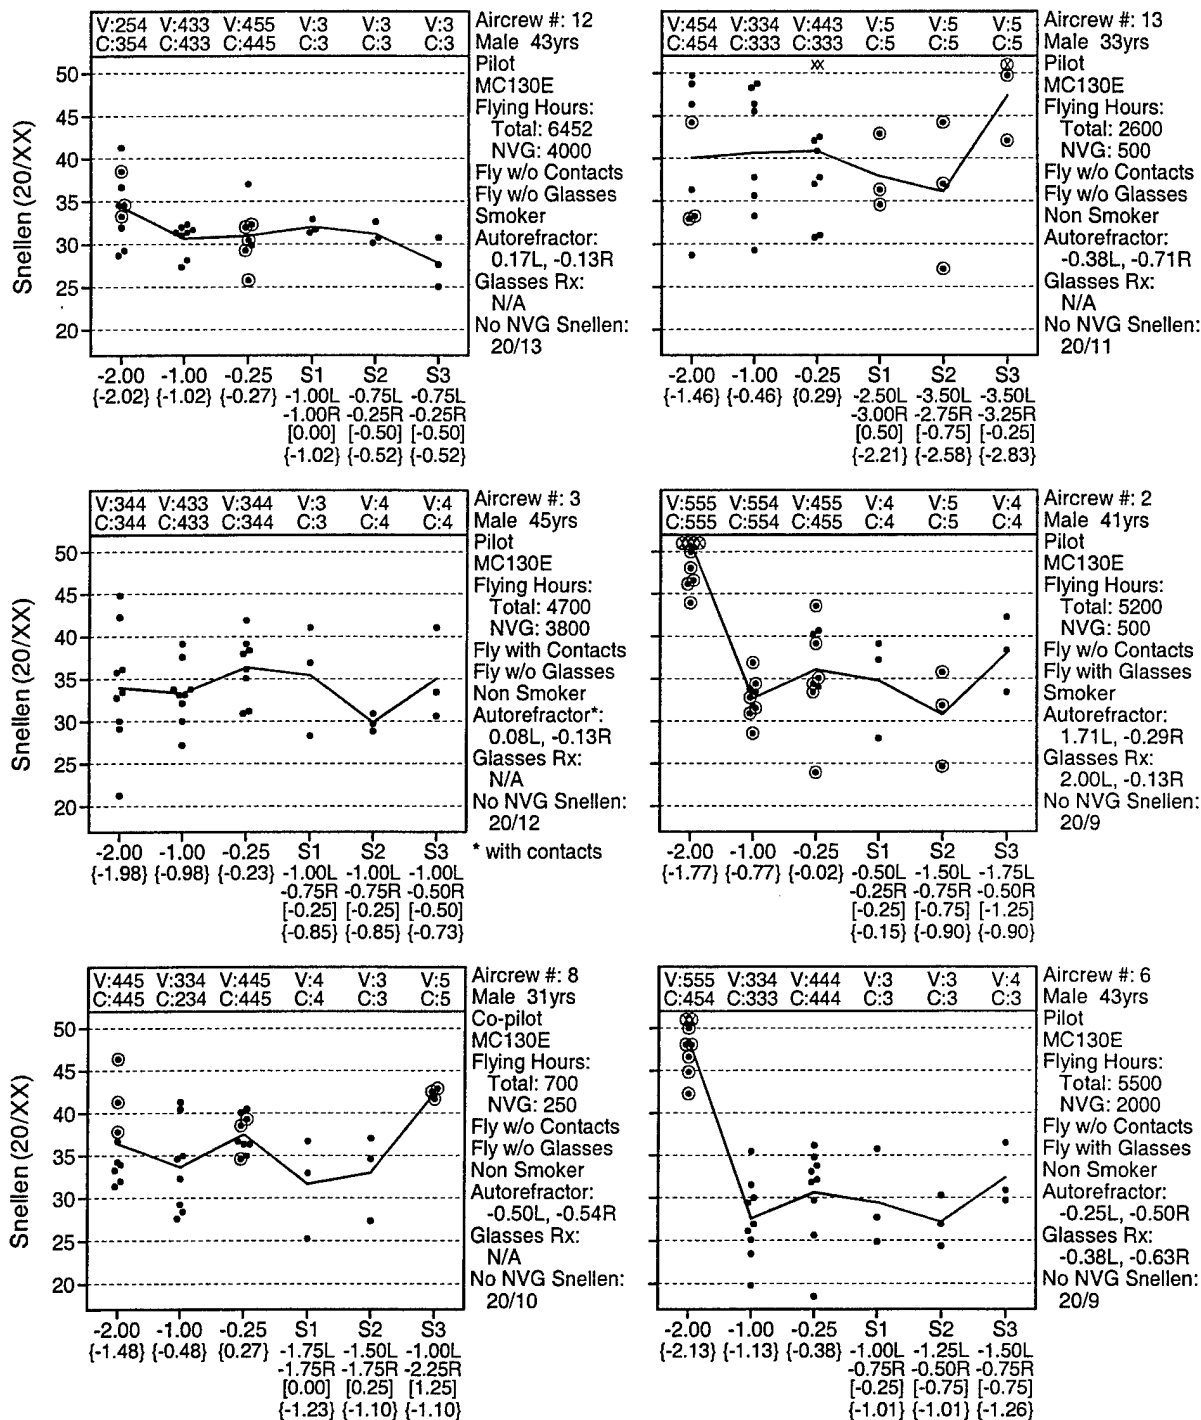 V:254 V:433 V:455 V:3 V:3 V:3
C:354 C:433 C:445 C:3 C:3 C:3
Aircrew #: 12
Male 43yrs
Pilot
MC130E
Flying Hours:
Total: 6452
NVG: 4000
Fly w/o Contacts
Fly w/o Glasses
Smoker
Autorefractor:
0.17L, -0.13R
Glasses Rx:
N/A
No NVG Snellen:
20/13
Snellen (20/XX)
50
45
40
35
30
25
20
-2.00 -1.00 -0.25 S1 S2 S3
{-2.02} {-1.02} {-0.27} -1.00L -0.75L -0.75L
-1.00R -0.25R -0.25R
[0.00] [-0.50] [-0.50]
{-1.02} {-0.52} {-0.52}
V:454 V:334 V:443 V:5 V:5 V:5
C:454 C:333 C:333 C:5 C:5 C:5
Aircrew #: 13
Male 33yrs
Pilot
MC130E
Flying Hours:
Total: 2600
NVG: 500
Fly w/o Contacts
Fly w/o Glasses
Non Smoker
Autorefractor:
-0.38L, -0.71R
Glasses Rx:
N/A
No NVG Snellen:
20/11
-2.00 -1.00 -0.25 S1 S2 S3
{-1.46} {-0.46} {0.29} -2.50L -3.50L -3.50L
-3.00R -2.75R -3.25R
[0.50] [-0.75] [-0.25]
{-2.21} {-2.58} {-2.83}
V:344 V:433 V:344 V:3 V:4 V:4
C:344 C:433 C:344 C:3 C:4 C:4
Aircrew #: 3
Male 45yrs
Pilot
MC130E
Flying Hours:
Total: 4700
NVG: 3800
Fly with Contacts
Fly w/o Glasses
Non Smoker
Autorefractor*:
0.08L, -0.13R
Glasses Rx:
N/A
No NVG Snellen:
20/12
* with contacts
Snellen (20/XX)
50
45
40
35
30
25
20
-2.00 -1.00 -0.25 S1 S2 S3
{-1.98} {-0.98} {-0.23} -1.00L -1.00L -1.00L
-0.75R -0.75R -0.50R
[-0.25] [-0.25] [-0.50]
{-0.85} {-0.85} {-0.73}
V:555 V:554 V:455 V:4 V:5 V:4
C:555 C:554 C:455 C:4 C:5 C:4
Aircrew #: 2
Male 41yrs
Pilot
MC130E
Flying Hours:
Total: 5200
NVG: 500
Fly w/o Contacts
Fly with Glasses
Smoker
Autorefractor:
1.71L, -0.29R
Glasses Rx:
2.00L, -0.13R
No NVG Snellen:
20/9
-2.00 -1.00 -0.25 S1 S2 S3
{-1.77} {-0.77} {-0.02} -0.50L -1.50L -1.75L
-0.25R -0.75R -0.50R
[-0.25] [-0.75] [-1.25]
{-0.15} {-0.90} {-0.90}
V:445 V:334 V:445 V:4 V:3 V:5
C:445 C:234 C:445 C:4 C:3 C:5
Aircrew #: 8
Male 31yrs
Co-pilot
MC130E
Flying Hours:
Total: 700
NVG: 250
Fly w/o Contacts
Fly w/o Glasses
Non Smoker
Autorefractor:
-0.50L, -0.54R
Glasses Rx:
N/A
No NVG Snellen:
20/10
Snellen (20/XX)
50
45
40
35
30
25
20
-2.00 -1.00 -0.25 S1 S2 S3
{-1.48} {-0.48} {0.27} -1.75L -1.50L -1.00L
-1.75R -1.75R -2.25R
[0.00] [0.25] [1.25]
{-1.23} {-1.10} {-1.10}
V:555 V:334 V:444 V:3 V:3 V:4
C:454 C:333 C:444 C:3 C:3 C:3
Aircrew #: 6
Male 43yrs
Pilot
MC130E
Flying Hours:
Total: 5500
NVG: 2000
Fly w/o Contacts
Fly with Glasses
Non Smoker
Autorefractor:
-0.25L, -0.50R
Glasses Rx:
-0.38L, -0.63R
No NVG Snellen:
20/9
-2.00 -1.00 -0.25 S1 S2 S3
{-2.13} {-1.13} {-0.38} -1.00L -1.25L -1.50L
-0.75R -0.50R -0.75R
[-0.25] [-0.75] [-0.75]
{-1.01} {-1.01} {-1.26}